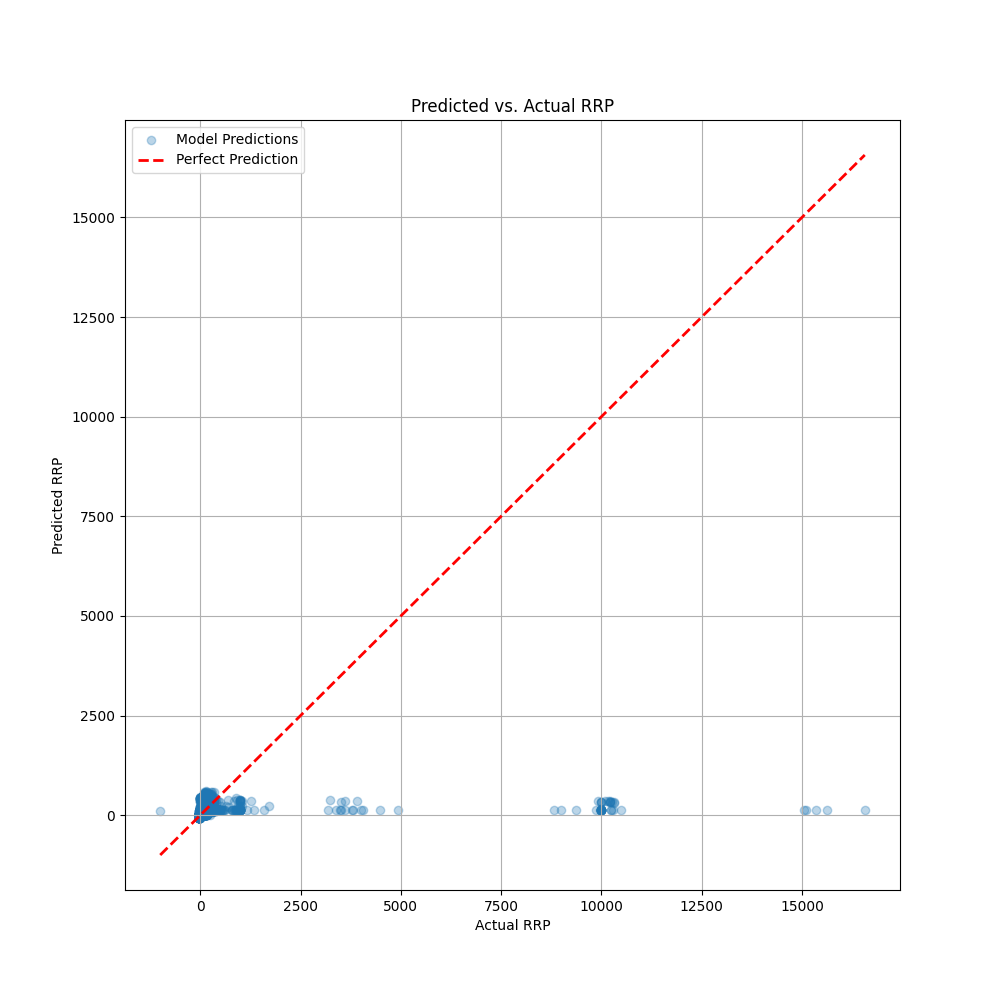 Predicted vs. Actual RRP
Model Predictions
Perfect Prediction
15000
12500
10000
7500
5000
2500
0
Predicted RRP
0 2500 5000 7500 10000 12500 15000
Actual RRP